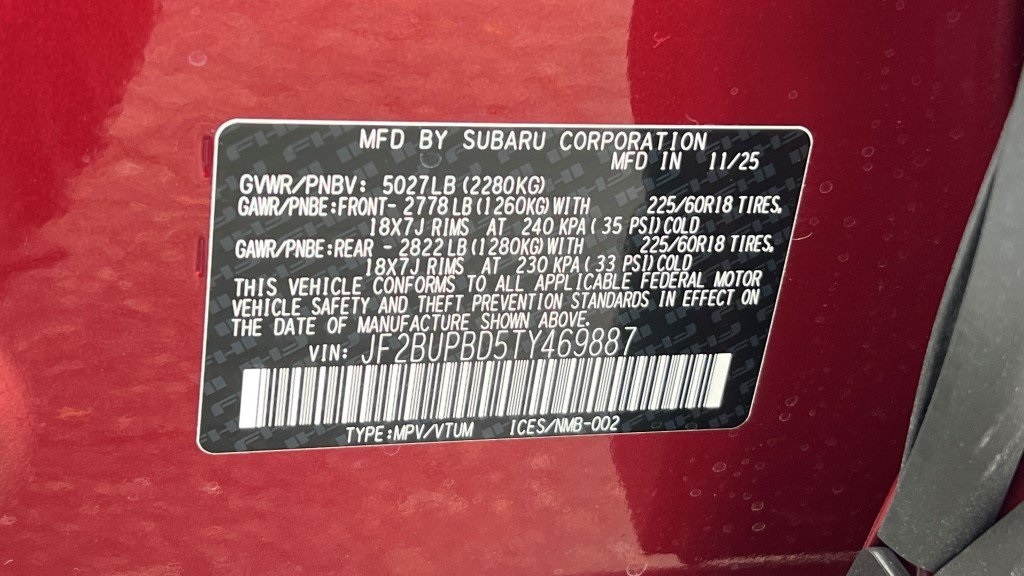 MFD BY SUBARU CORPORATION
MFD IN 11/25
GVWR/PNBV: 5027LB (2280KG)
GAWR/PNBE:FRONT- 2778 LB (1260KG) WITH 225/60R18 TIRES,
18X7J RIMS AT 240 KPA ( 35 PSI) COLD
GAWR/PNBE:REAR - 2822 LB (1280KG) WITH 225/60R18 TIRES,
18X7J RIMS AT 230 KPA ( 33 PSI) COLD
THIS VEHICLE CONFORMS TO ALL APPLICABLE FEDERAL MOTOR
VEHICLE SAFETY AND THEFT PREVENTION STANDARDS IN EFFECT ON
THE DATE OF MANUFACTURE SHOWN ABOVE.
VIN: JF2BUPBD5TY469887
TYPE:MPV/VTUM ICES/NMB-002